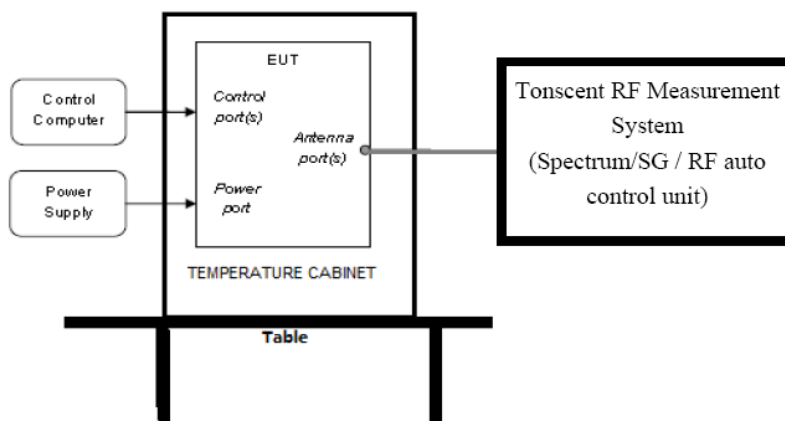 EUT
Control
Computer
Control
port(s)
Antenna
port(s)
Power
Supply
Power
port
TEMPERATURE CABINET
Table
Tonscent RF Measurement
System
(Spectrum/SG / RF auto
control unit)